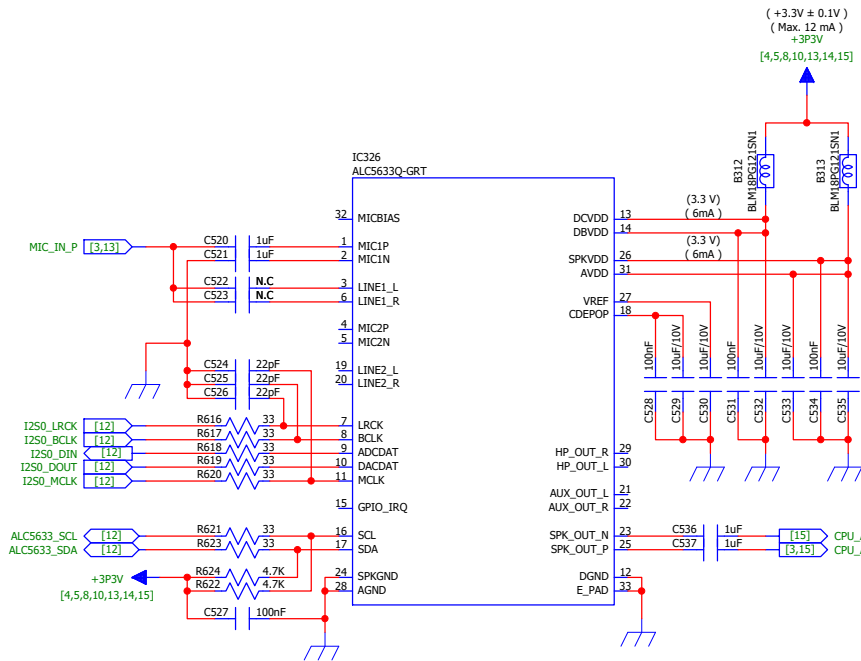 ( +3.3V ± 0.1V )
( Max. 12 mA )
+3P3V
[4,5,8,10,13,14,15]
B312
BLM18PG121SN1
B313
BLM18PG121SN1
IC326
ALC5633Q-GRT
32 MICBIAS
MIC_IN_P [3,13]
C520 1uF 1 MIC1P
C521 1uF 2 MIC1N
C522 N.C 3 LINE1_L
C523 N.C 6 LINE1_R
4 MIC2P
5 MIC2N
C524 22pF 19 LINE2_L
C525 22pF 20 LINE2_R
C526 22pF
I2S0_LRCK [12] R616 33 7 LRCK
I2S0_BCLK [12] R617 33 8 BCLK
I2S0_DIN [12] R618 33 9 ADCDAT
I2S0_DOUT [12] R619 33 10 DACDAT
I2S0_MCLK [12] R620 33 11 MCLK
15 GPIO_IRQ
ALC5633_SCL [12] R621 33 16 SCL
ALC5633_SDA [12] R623 33 17 SDA
+3P3V R624 4.7K 24 SPKGND
R622 4.7K 28 AGND
[4,5,8,10,13,14,15]
C527 100nF
(3.3 V)
DCVDD 13 ( 6mA )
DBVDD 14
(3.3 V)
SPKVDD 26 ( 6mA )
AVDD 31
VREF 27
CDEPOP 18
100nF
10uF/10V
10uF/10V
100nF
10uF/10V
10uF/10V
100nF
10uF/10V
C528
C529
C530
C531
C532
C533
C534
C535
HP_OUT_R 29
HP_OUT_L 30
AUX_OUT_L 21
AUX_OUT_R 22
SPK_OUT_N 23 C536 1uF [15] CPU_
SPK_OUT_P 25 C537 1uF [3,15] CPU_
DGND 12
E_PAD 33